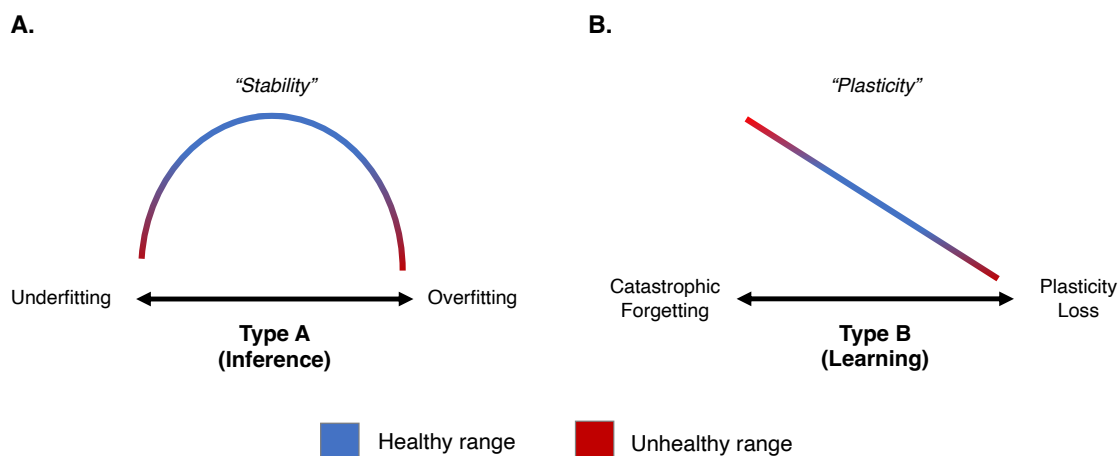 A.
“Stability”
Underfitting
Overfitting
Type A
(Inference)
B.
“Plasticity”
Catastrophic
Forgetting
Plasticity
Loss
Type B
(Learning)
Healthy range
Unhealthy range